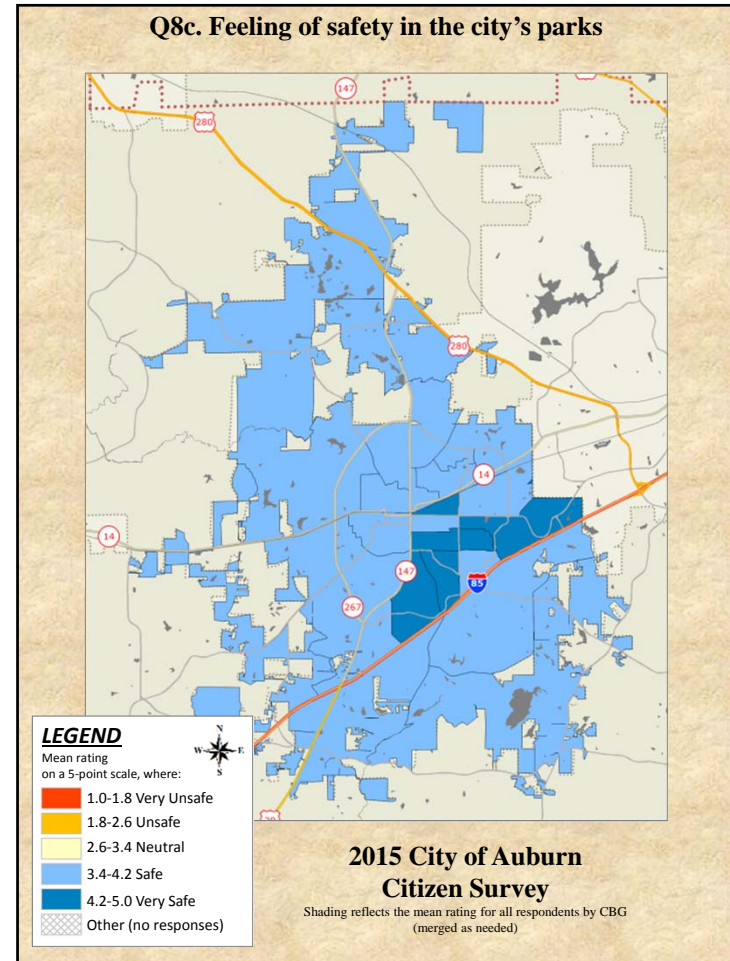 Q8c. Feeling of safety in the city's parks
147
280
280
14
14
147
85
267
LEGEND
N
W E
S
Mean rating
on a 5-point scale, where:
1.0-1.8 Very Unsafe
1.8-2.6 Unsafe
2.6-3.4 Neutral
3.4-4.2 Safe
4.2-5.0 Very Safe
Other (no responses)
2015 City of Auburn
Citizen Survey
Shading reflects the mean rating for all respondents by CBG
(merged as needed)